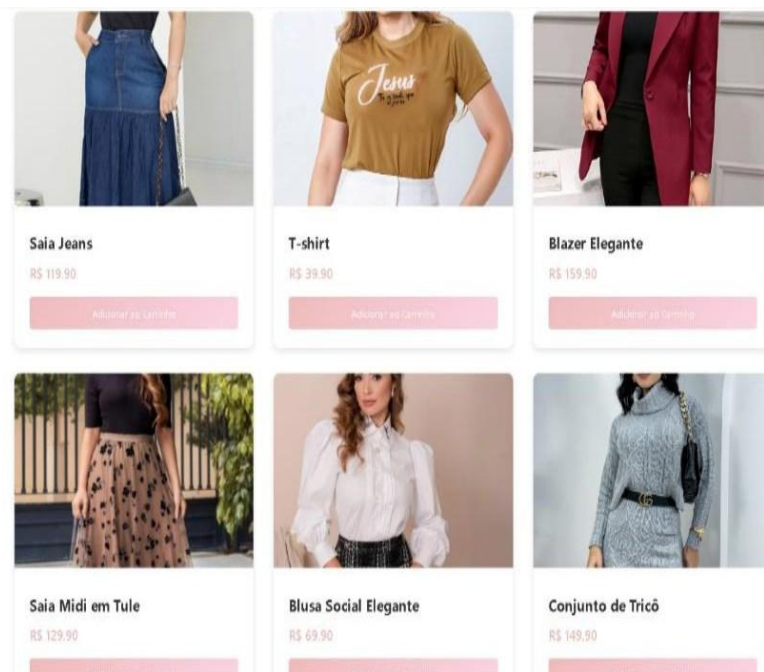 Jesus
Saia Jeans
R$ 119.90
Adicionar ao Carrinho
T-shirt
R$ 39.90
Adicionar ao Carrinho
Blazer Elegante
R$ 159.90
Adicionar ao Carrinho
Saia Midi em Tule
R$ 129.90
Blusa Social Elegante
R$ 69.90
Conjunto de Tricô
R$ 149.90